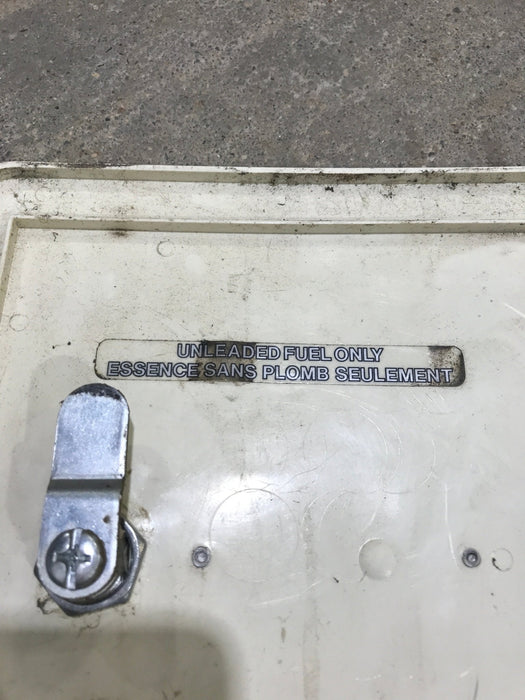 UNLEADED FUEL ONLY
ESSENCE SANS PLOMB SEULEMENT